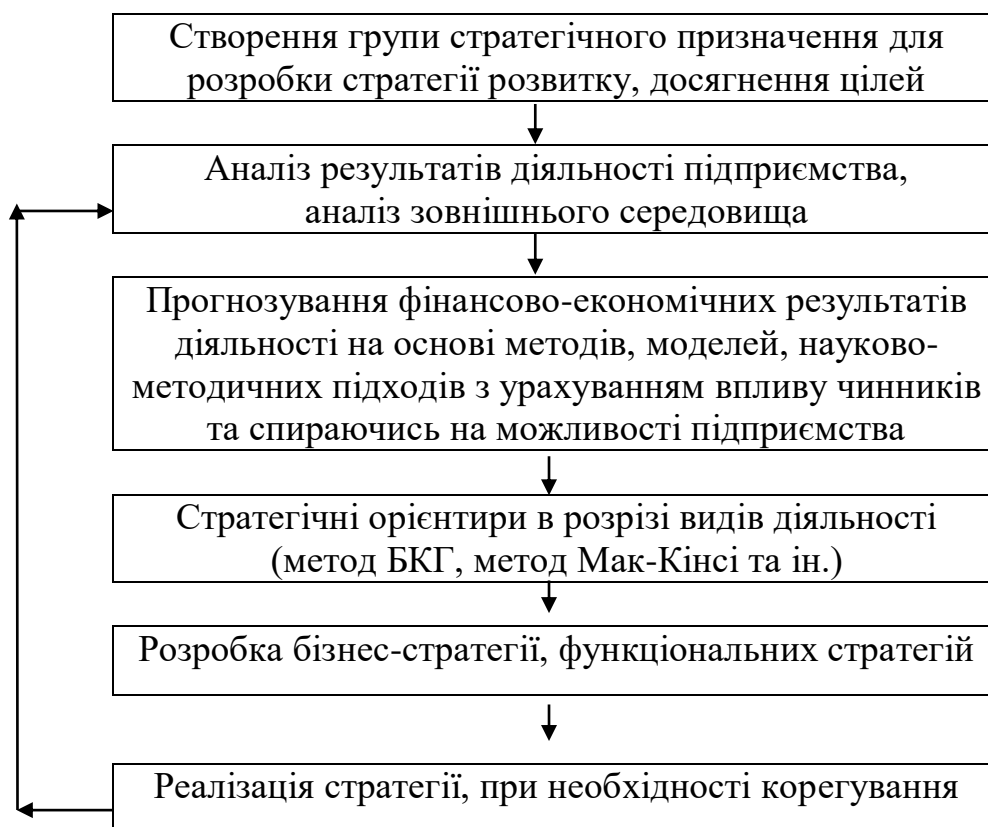 Створення групи стратегічного призначення для
розробки стратегії розвитку, досягнення цілей
Аналіз результатів діяльності підприємства,
аналіз зовнішнього середовища
Прогнозування фінансово-економічних результатів
діяльності на основі методів, моделей, науково-
методичних підходів з урахуванням впливу чинників
та спираючись на можливості підприємства
Стратегічні орієнтири в розрізі видів діяльності
(метод БКГ, метод Мак-Кінсі та ін.)
Розробка бізнес-стратегії, функціональних стратегій
Реалізація стратегії, при необхідності корегування